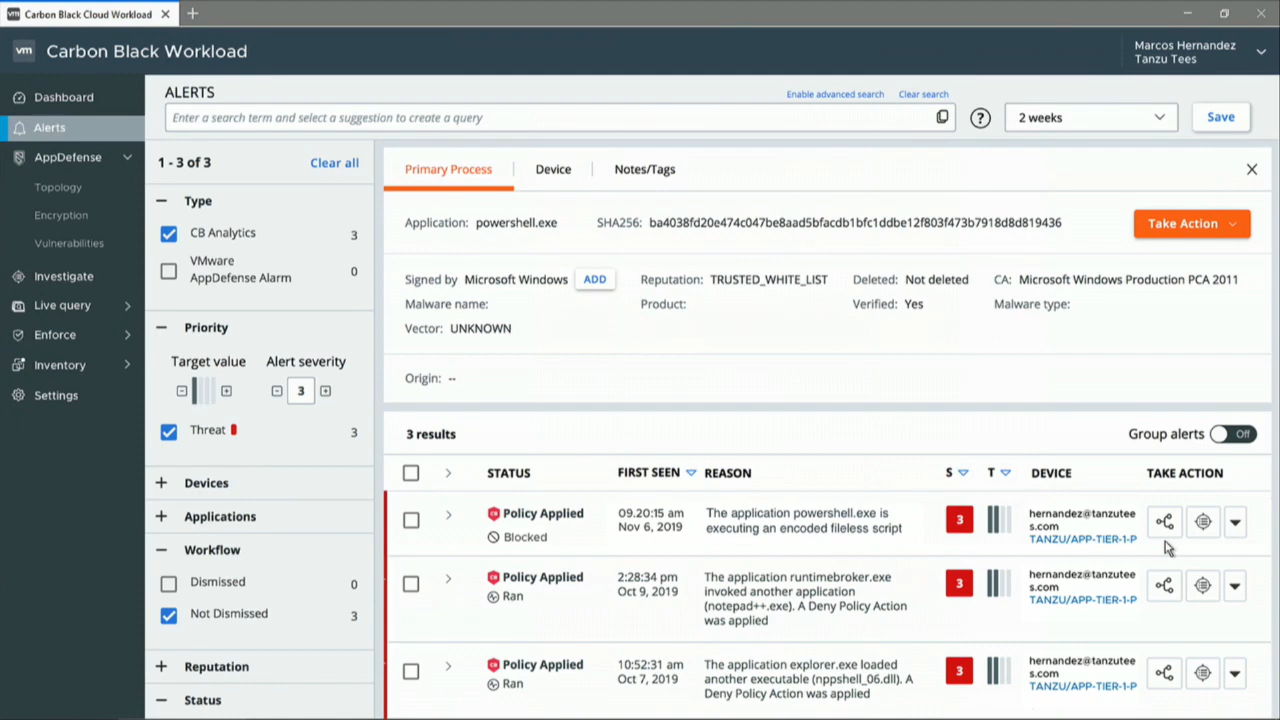 vm Carbon Black Cloud Workload
vm Carbon Black Workload
Marcos Hernandez
Tanzu Tees
Dashboard
Alerts
AppDefense
Topology
Encryption
Vulnerabilities
Investigate
Live query
Enforce
Inventory
Settings
ALERTS
Enable advanced search
Clear search
Enter a search term and select a suggestion to create a query
?
2 weeks
Save
1 - 3 of 3
Clear all
Type
CB Analytics 3
VMware
AppDefense Alarm 0
Priority
Target value Alert severity
3
Threat 3
Devices
Applications
Workflow
Dismissed 0
Not Dismissed 3
Reputation
Status
Primary Process Device Notes/Tags
Application: powershell.exe SHA256: ba4038fd20e474c047be8aad5bfacdb1bfc1ddbe12f803f473b7918d8d819436
Take Action
Signed by Microsoft Windows ADD Reputation: TRUSTED_WHITE_LIST Deleted: Not deleted CA: Microsoft Windows Production PCA 2011
Malware name: Product: Verified: Yes Malware type:
Vector: UNKNOWN
Origin: --
3 results
Group alerts Off
STATUS FIRST SEEN REASON S T DEVICE TAKE ACTION
Policy Applied
Blocked
09.20:15 am
Nov 6, 2019
The application powershell.exe is
executing an encoded fileless script
3
hernandez@tanzutee
s.com
TANZU/APP-TIER-1-P
Policy Applied
Ran
2:28:34 pm
Oct 9, 2019
The application runtimebroker.exe
invoked another application
(notepad++.exe). A Deny Policy Action
was applied
3
hernandez@tanzutee
s.com
TANZU/APP-TIER-1-P
Policy Applied
Ran
10:52:31 am
Oct 7, 2019
The application explorer.exe loaded
another executable (nppshell_06.dll). A
Deny Policy Action was applied
3
hernandez@tanzutee
s.com
TANZU/APP-TIER-1-P